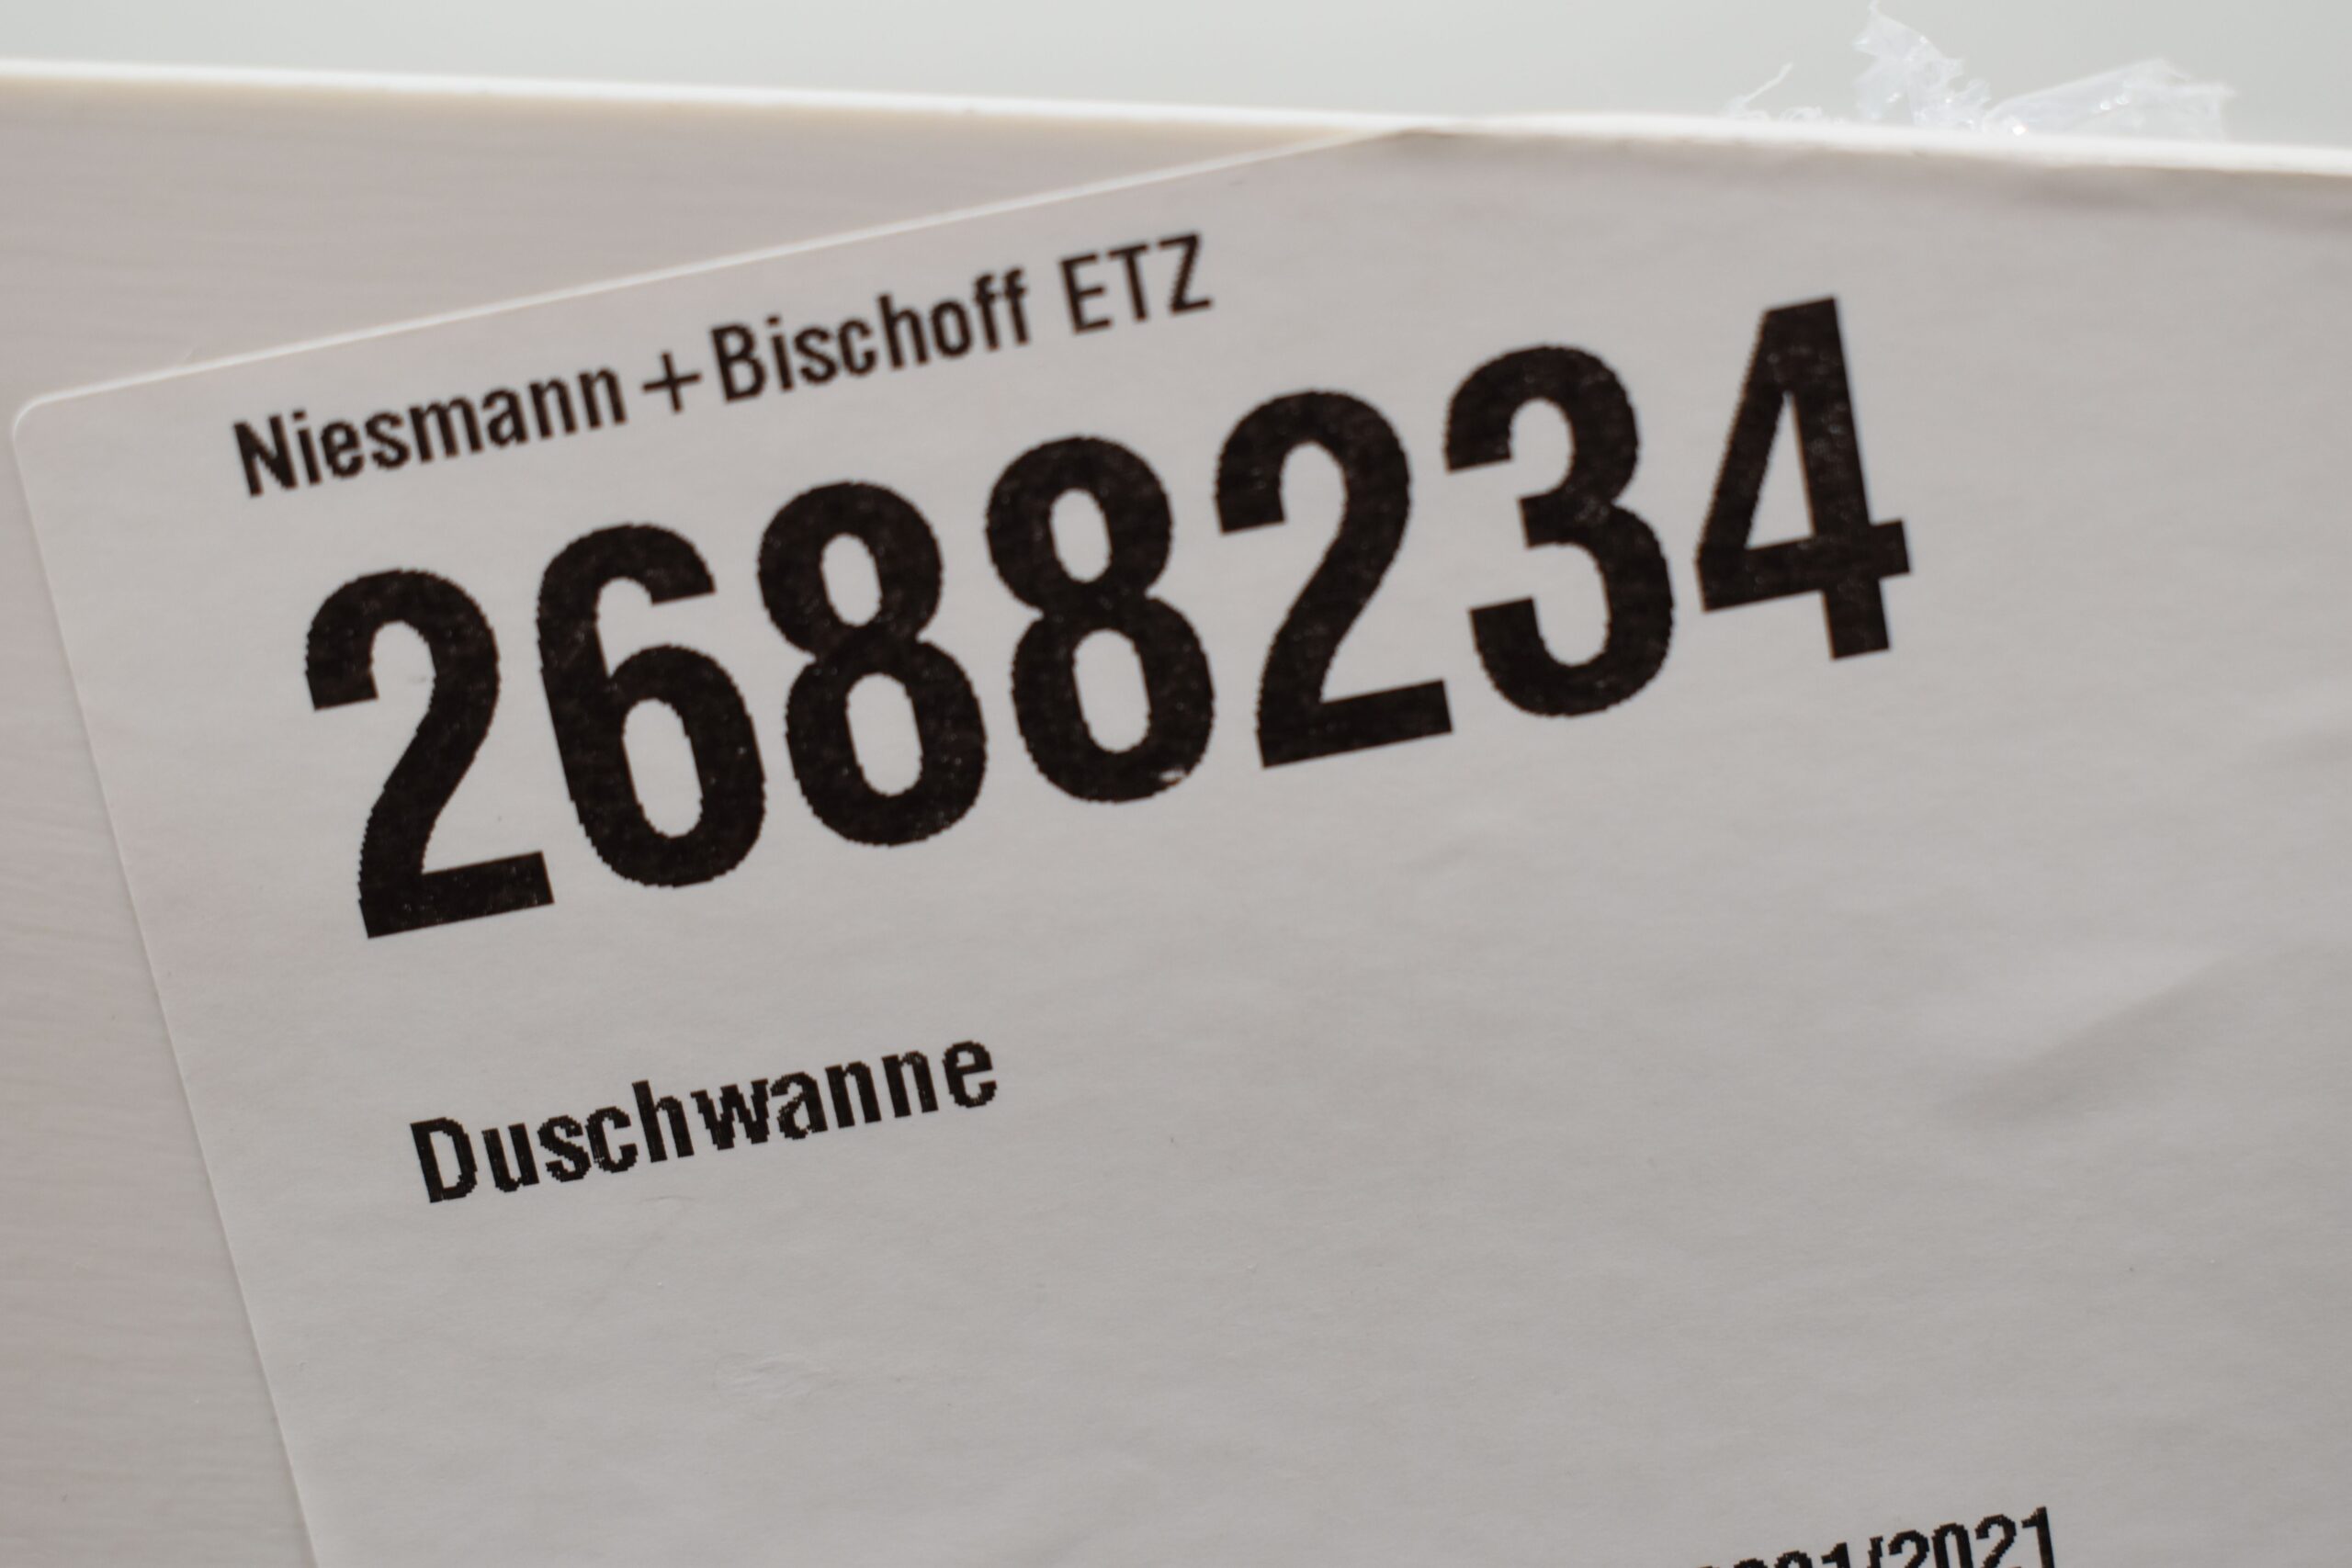 Niesmann+Bischoff ETZ
2688234
Duschwanne